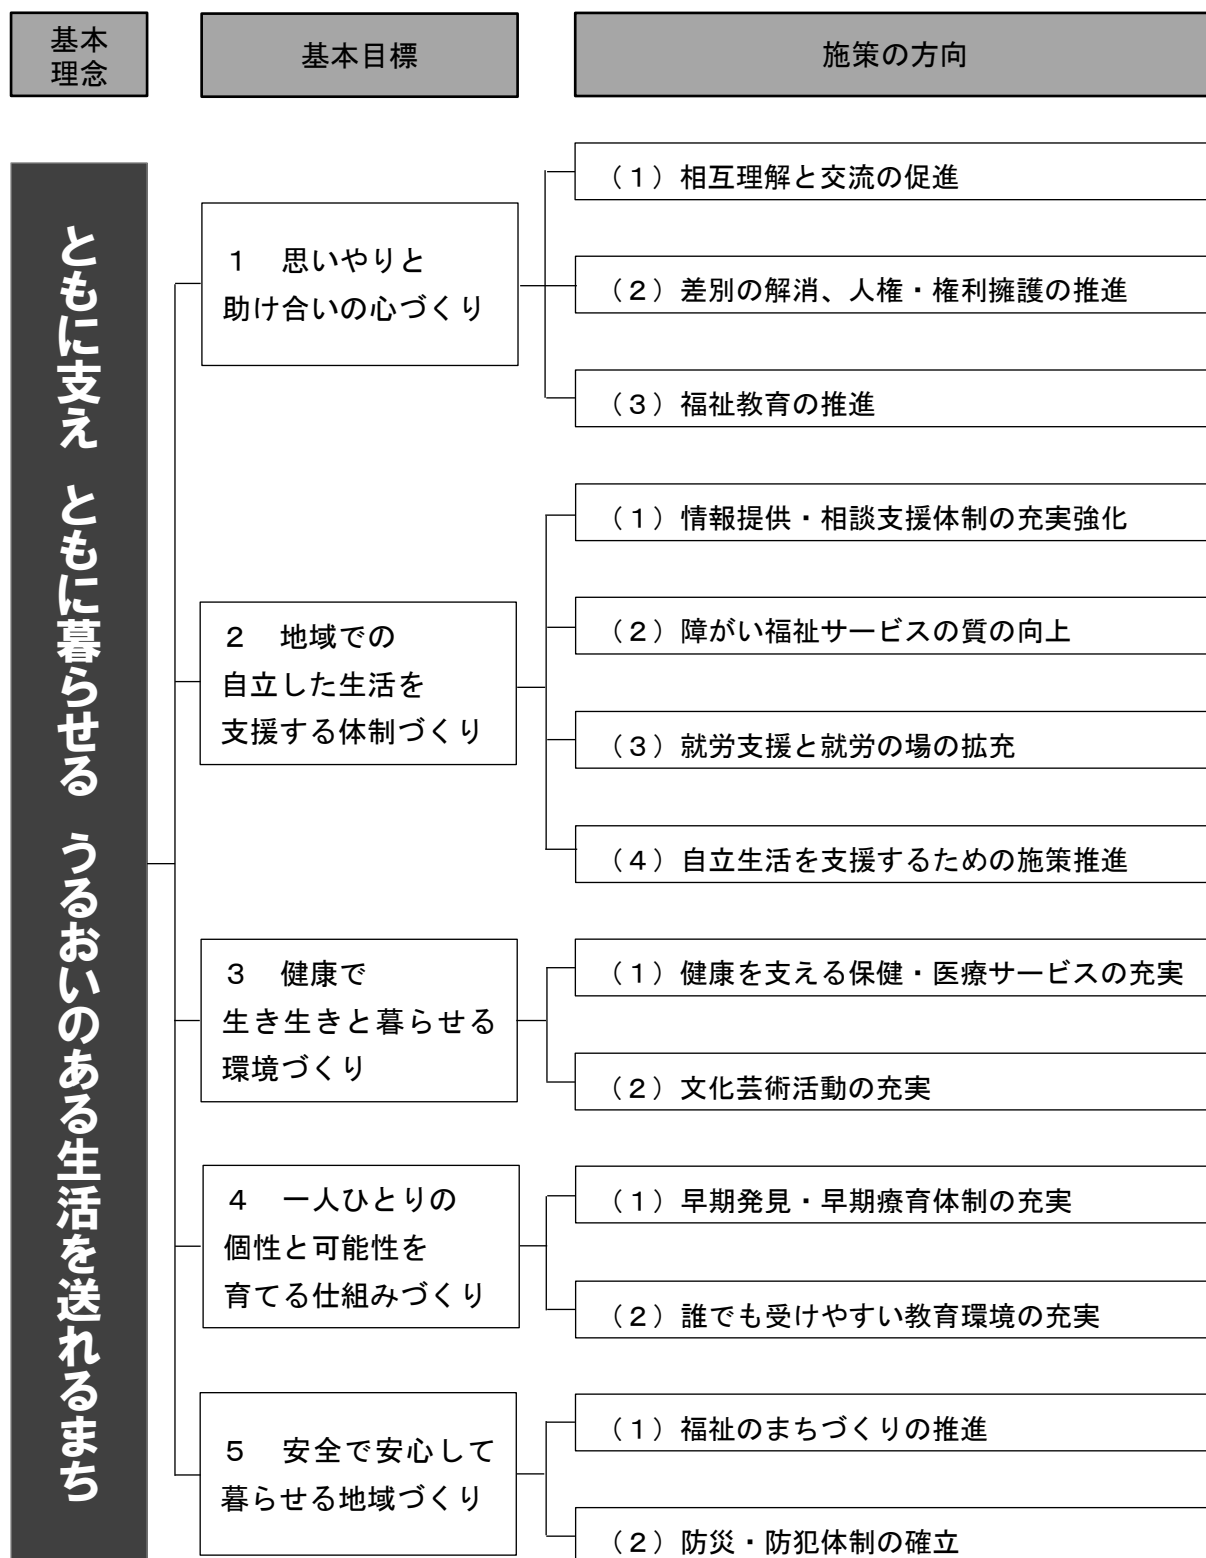 基本
理念
基本目標
施策の方向
ともに支え　ともに暮らせる　うるおいのある生活を送れるまち
１　思いやりと
助け合いの心づくり
（１）相互理解と交流の促進
（２）差別の解消、人権・権利擁護の推進
（３）福祉教育の推進
２　地域での
自立した生活を
支援する体制づくり
（１）情報提供・相談支援体制の充実強化
（２）障がい福祉サービスの質の向上
（３）就労支援と就労の場の拡充
（４）自立生活を支援するための施策推進
３　健康で
生き生きと暮らせる
環境づくり
（１）健康を支える保健・医療サービスの充実
（２）文化芸術活動の充実
４　一人ひとりの
個性と可能性を
育てる仕組みづくり
（１）早期発見・早期療育体制の充実
（２）誰でも受けやすい教育環境の充実
５　安全で安心して
暮らせる地域づくり
（１）福祉のまちづくりの推進
（２）防災・防犯体制の確立